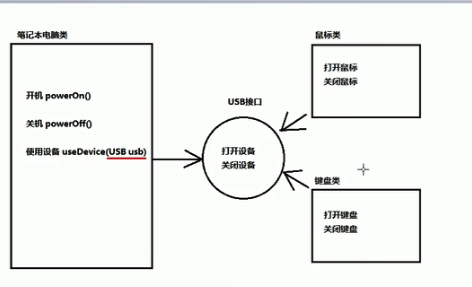 笔记本电脑类
开机 powerOn()
关机 powerOff()
使用设备 useDevice(USB usb)
USB接口
打开设备
关闭设备
鼠标类
打开鼠标
关闭鼠标
键盘类
打开键盘
关闭键盘